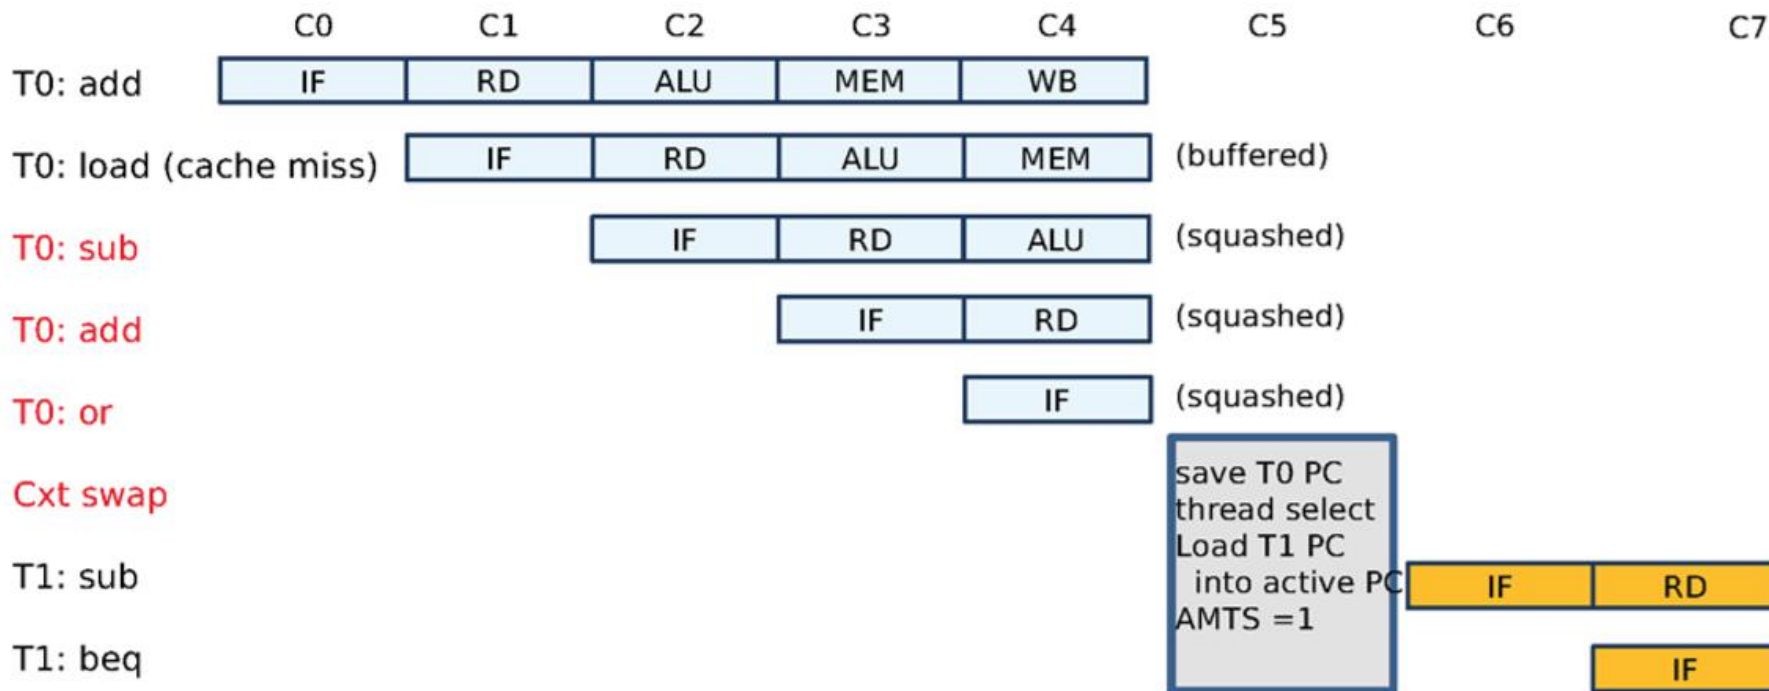 C0 C1 C2 C3 C4 C5 C6 C7
T0: add IF RD ALU MEM WB
T0: load (cache miss) IF RD ALU MEM (buffered)
T0: sub IF RD ALU (squashed)
T0: add IF RD (squashed)
T0: or IF (squashed)
Cxt swap
save T0 PC
thread select
Load T1 PC
into active PC
AMTS =1
T1: sub IF RD
T1: beq IF